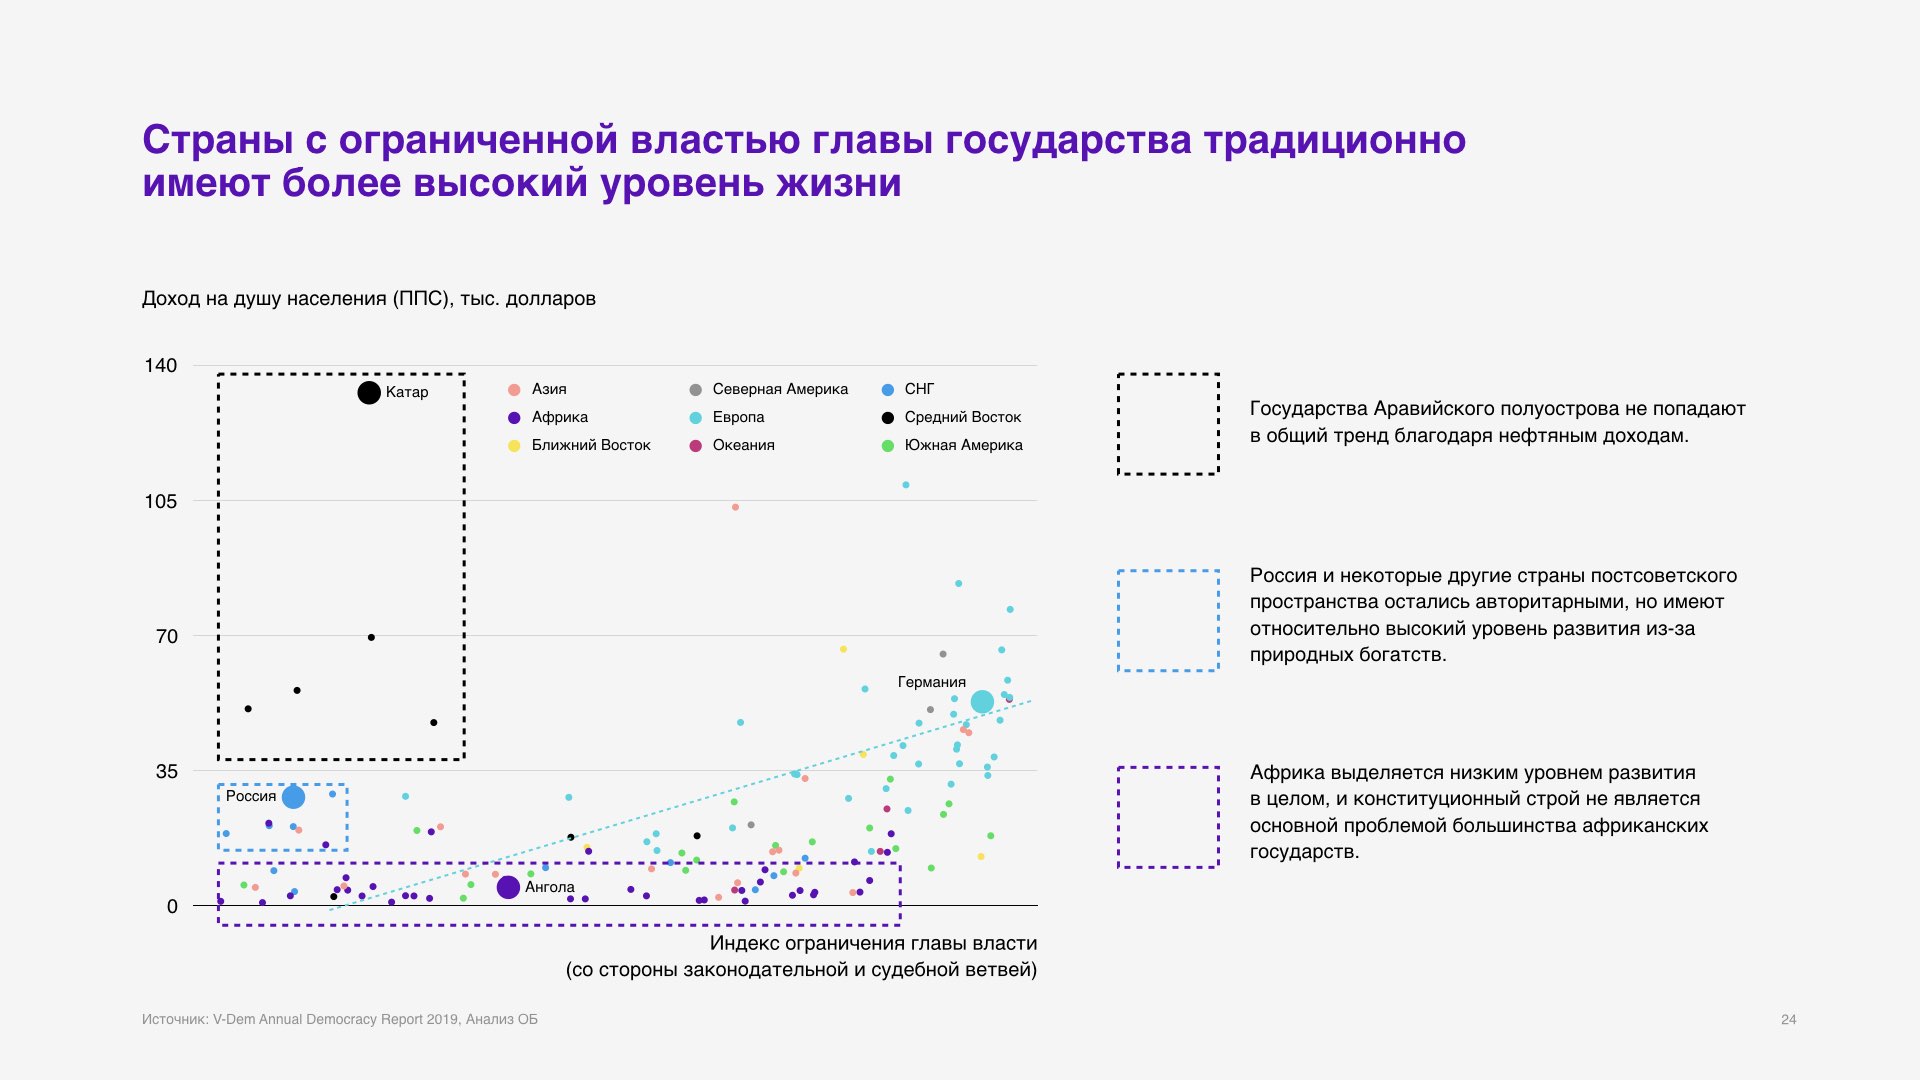 Страны с ограниченной властью главы государства традиционно
имеют более высокий уровень жизни
Доход на душу населения (ППС), тыс. долларов
140
105
70
35
0
Катар
Азия
Африка
Ближний Восток
Северная Америка
Европа
Океания
СНГ
Средний Восток
Южная Америка
Германия
Россия
Ангола
Индекс ограничения главы власти
(со стороны законодательной и судебной ветвей)
Государства Аравийского полуострова не попадают
в общий тренд благодаря нефтяным доходам.
Россия и некоторые другие страны постсоветского
пространства остались авторитарными, но имеют
относительно высокий уровень развития из-за
природных богатств.
Африка выделяется низким уровнем развития
в целом, и конституционный строй не является
основной проблемой большинства африканских
государств.
Источник: V-Dem Annual Democracy Report 2019, Анализ ОБ
24